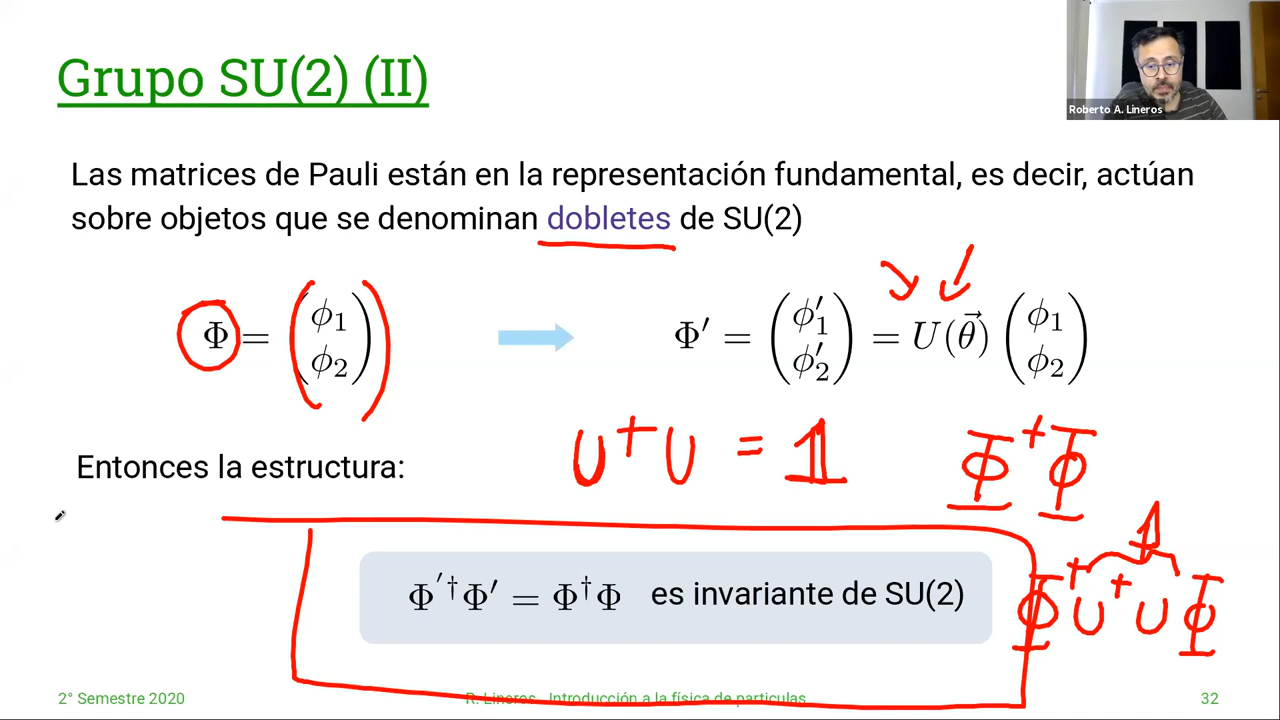 Grupo SU(2) (II)
Roberto A. Lineros
Las matrices de Pauli están en la representación fundamental, es decir, actúan
sobre objetos que se denominan dobletes de SU(2)
Φ = (ϕ₁ ϕ₂)
Φ′ = (ϕ′₁ ϕ′₂) = U(θ⃗) (ϕ₁ ϕ₂)
U†U = 𝟙
Φ†Φ
Entonces la estructura:
𝟙
Φ′†Φ′ = Φ†Φ es invariante de SU(2)
Φ†U†UΦ
2° Semestre 2020
R. Lineros - Introducción a la física de particulas
32